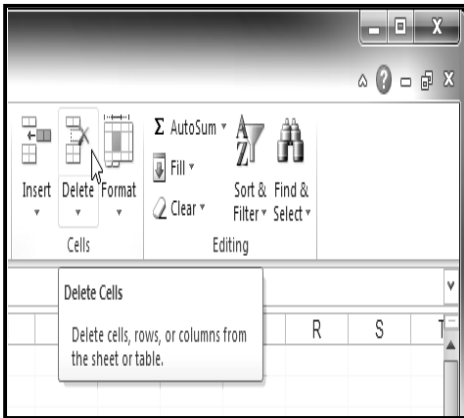 X
?
X
Σ AutoSum
Fill
Clear
Insert Delete Format
Sort & Find &
Filter Select
Cells
Editing
Delete Cells
Delete cells, rows, or columns from
the sheet or table.
R S T